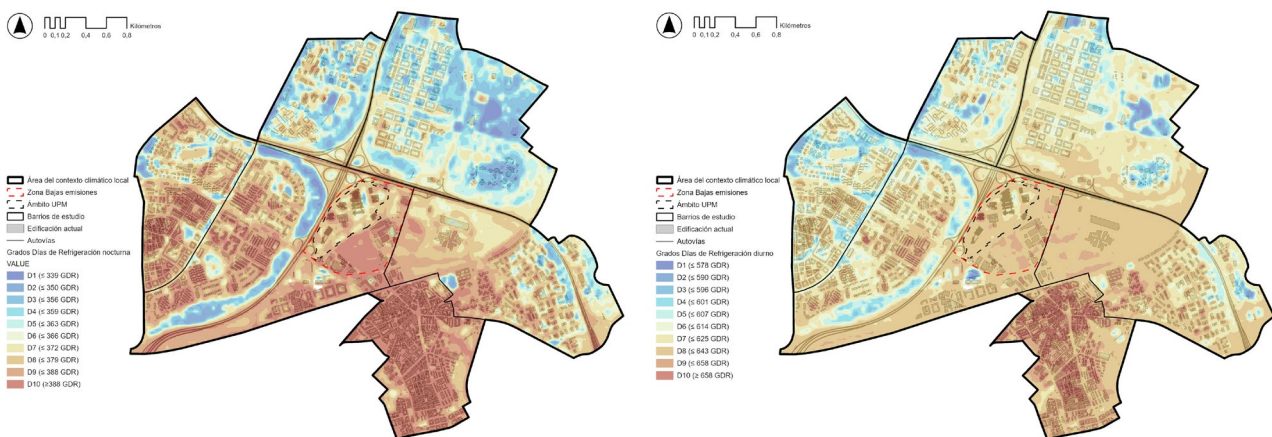 Kilómetros
0 0,1 0,2 0,4 0,6 0,8
Área del contexto climático local
Zona Bajas emisiones
Ámbito UPM
Barrios de estudio
Edificación actual
Autovías
Grados Días de Refrigeración nocturna
VALUE
D1 (≤ 339 GDR)
D2 (≤ 350 GDR)
D3 (≤ 356 GDR)
D4 (≤ 359 GDR)
D5 (≤ 363 GDR)
D6 (≤ 366 GDR)
D7 (≤ 372 GDR)
D8 (≤ 379 GDR)
D9 (≤ 388 GDR)
D10 (≥388 GDR)
Kilómetros
0 0,1 0,2 0,4 0,6 0,8
Área del contexto climático local
Zona Bajas emisiones
Ámbito UPM
Barrios de estudio
Edificación actual
Autovías
Grados Días de Refrigeración diurno
D1 (≤ 578 GDR)
D2 (≤ 590 GDR)
D3 (≤ 596 GDR)
D4 (≤ 601 GDR)
D5 (≤ 607 GDR)
D6 (≤ 614 GDR)
D7 (≤ 625 GDR)
D8 (≤ 643 GDR)
D9 (≤ 658 GDR)
D10 (≥ 658 GDR)